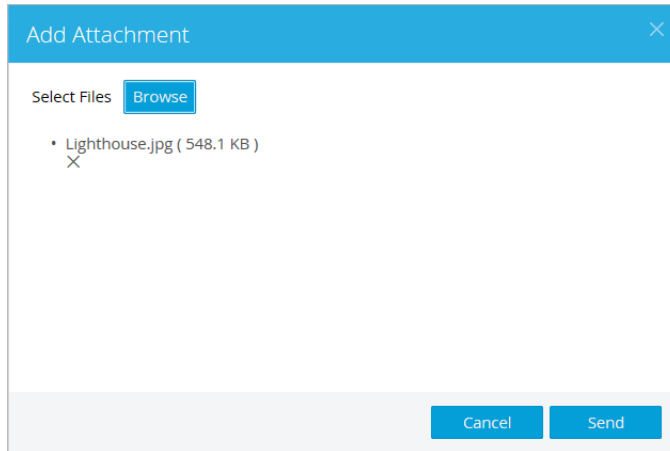 Add Attachment
Select Files Browse
• Lighthouse.jpg ( 548.1 KB )
Cancel Send